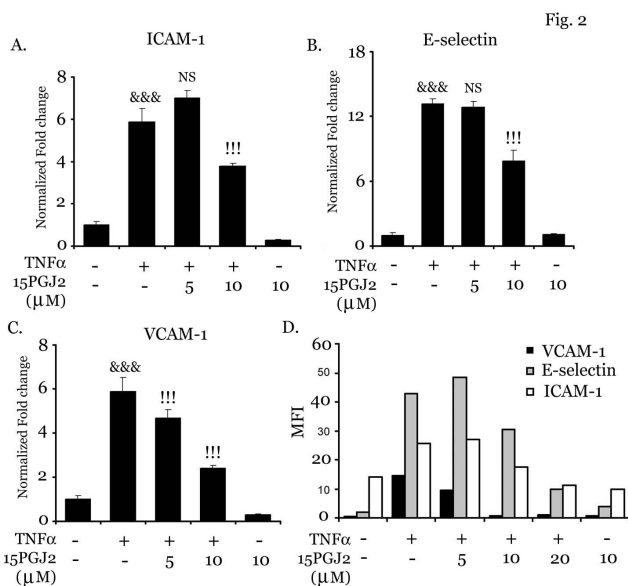 Fig. 2
A.
ICAM-1
Normalized Fold change
8
6
4
2
0
&&&
NS
!!!
TNFα - + + + -
15PGJ2 - - 5 10 10
(μM)
B.
E-selectin
Normalized Fold change
18
12
6
0
&&&
NS
!!!
- + + + -
- - 5 10 10
C.
VCAM-1
Normalized Fold change
8
6
4
2
0
&&&
!!!
!!!
TNFα - + + + -
15PGJ2 - - 5 10 10
(μM)
D.
MFI
60
50
40
30
20
10
0
VCAM-1
E-selectin
ICAM-1
TNFα - + + + + -
15PGJ2 - - 5 10 20 10
(μM)